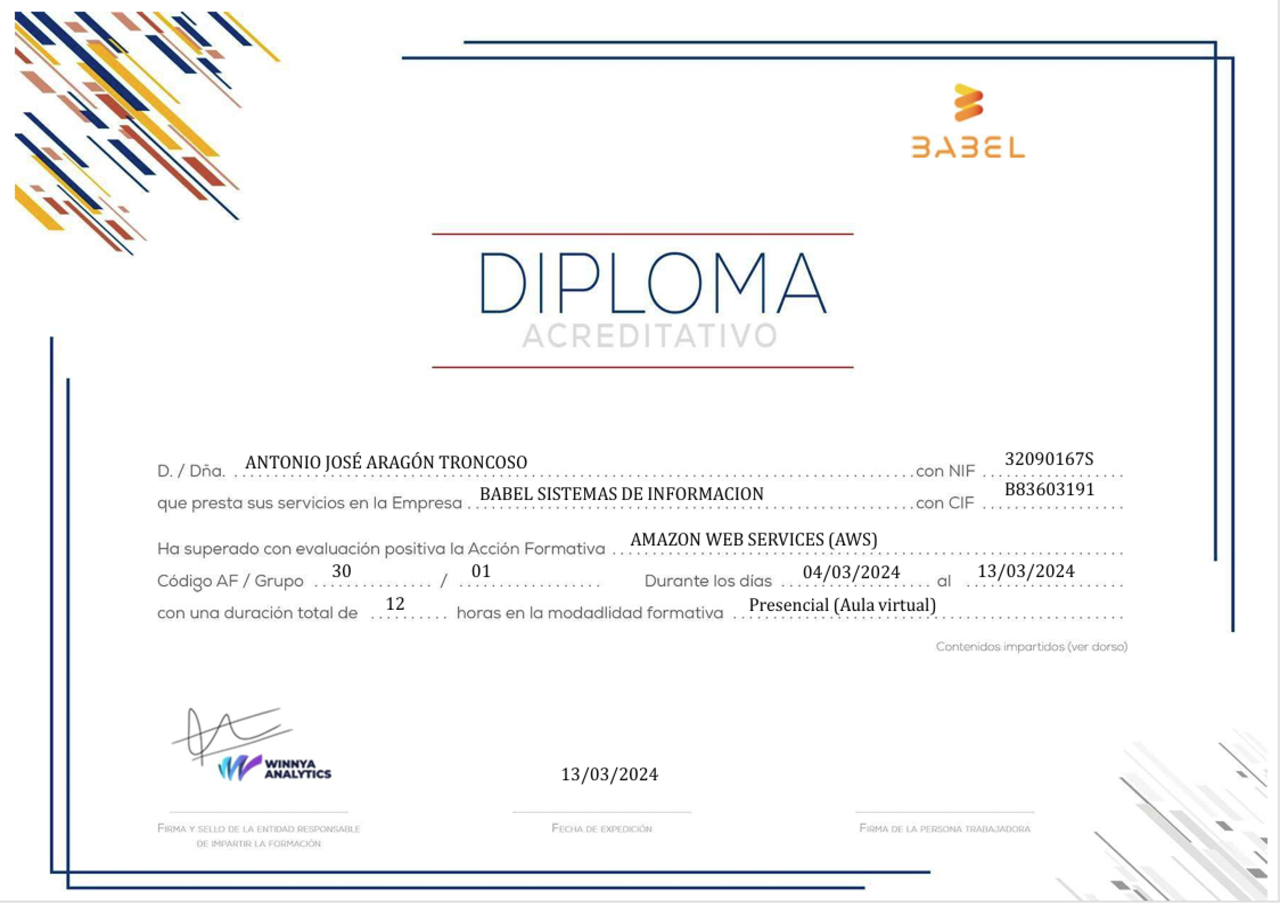 BABEL
DIPLOMA
ACREDITATIVO
D. / Dña. ANTONIO JOSÉ ARAGÓN TRONCOSO con NIF 32090167S
que presta sus servicios en la Empresa BABEL SISTEMAS DE INFORMACION con CIF B83603191
Ha superado con evaluación positiva la Acción Formativa AMAZON WEB SERVICES (AWS)
Código AF / Grupo 30 / 01 Durante los días 04/03/2024 al 13/03/2024
con una duración total de 12 horas en la modadlidad formativa Presencial (Aula virtual)
Contenidos impartidos (ver dorso)
WINNYA
ANALYTICS
13/03/2024
FIRMA Y SELLO DE LA ENTIDAD RESPONSABLE
DE IMPARTIR LA FORMACIÓN
FECHA DE EXPEDICIÓN
FIRMA DE LA PERSONA TRABAJADORA